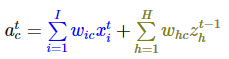 a_c^t = \sum_{i=1}^{I} w_{ic} x_i^t + \sum_{h=1}^{H} w_{hc} z_h^{t-1}